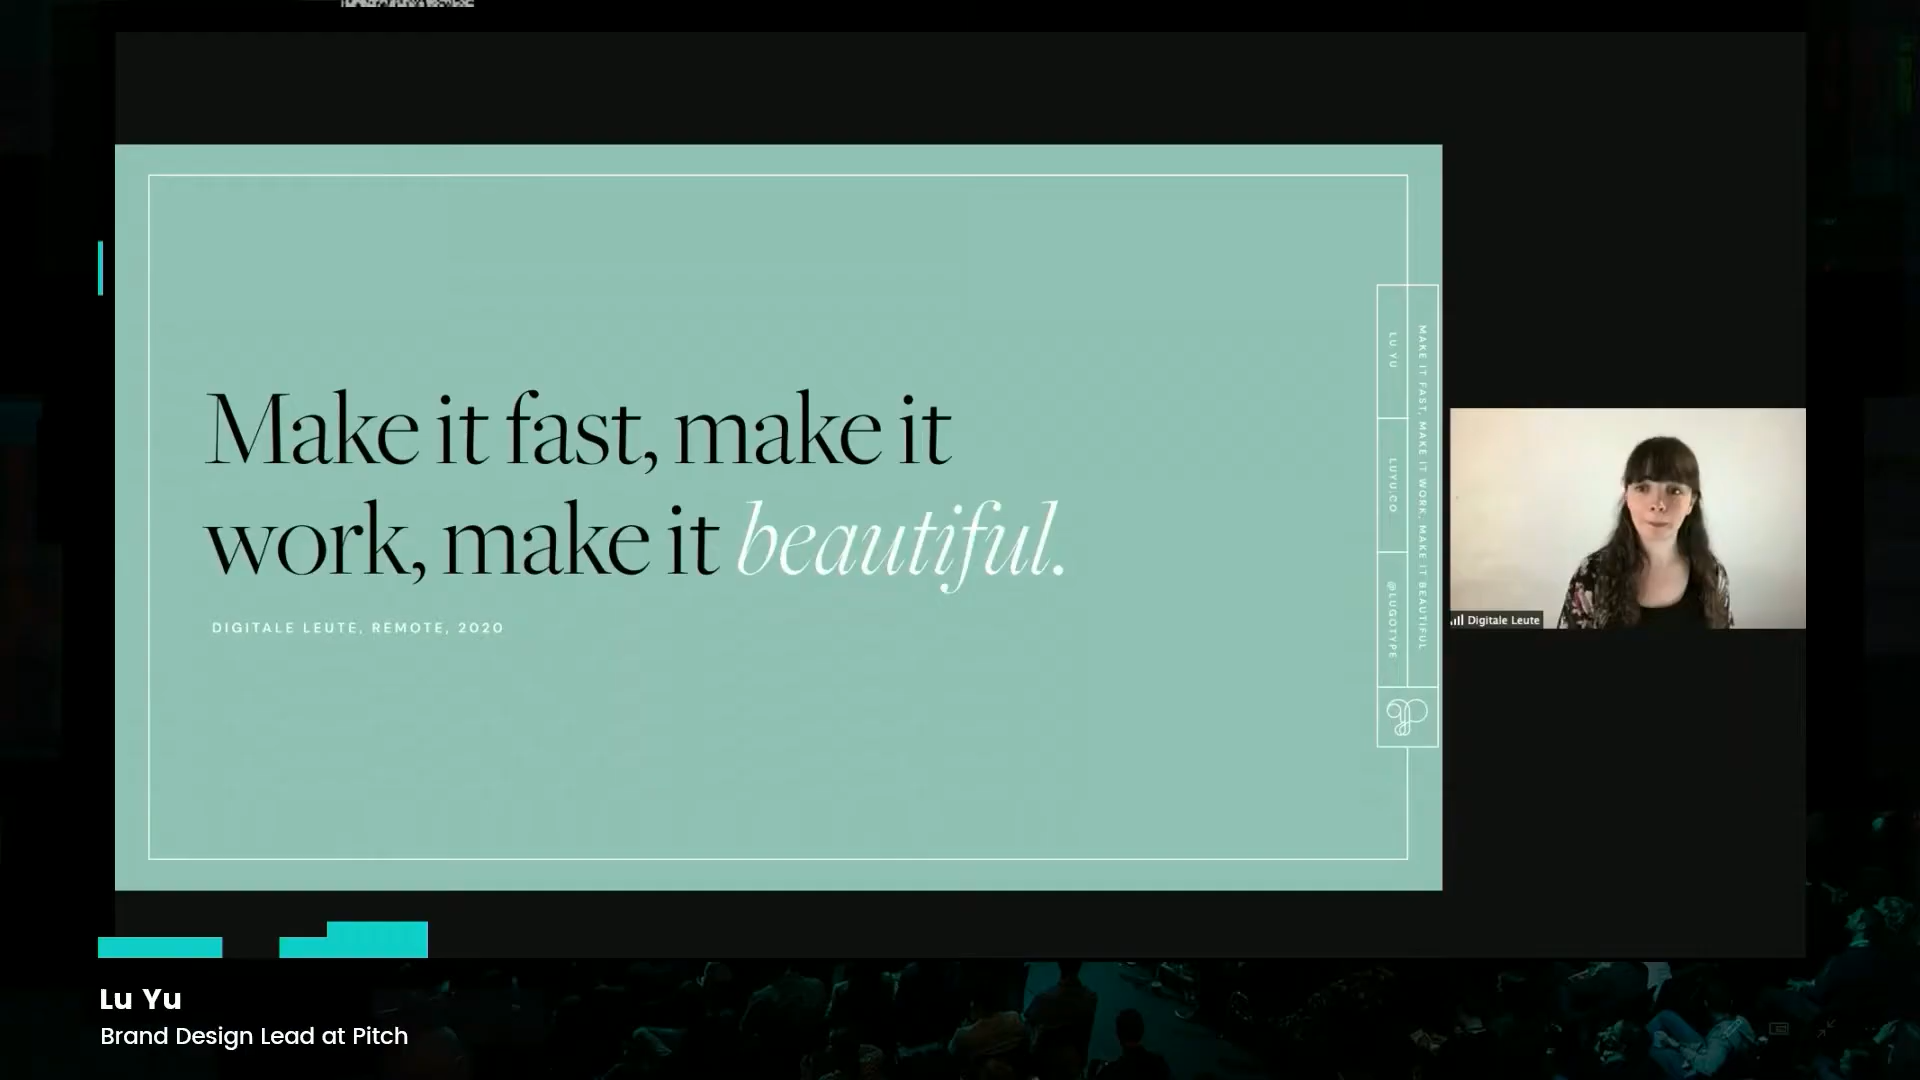 Make it fast, make it
work, make it beautiful.
DIGITALE LEUTE, REMOTE, 2020
LU YU
LUYU.CO
@LUGOTYPE
MAKE IT FAST, MAKE IT WORK, MAKE IT BEAUTIFUL
Digitale Leute
Lu Yu
Brand Design Lead at Pitch